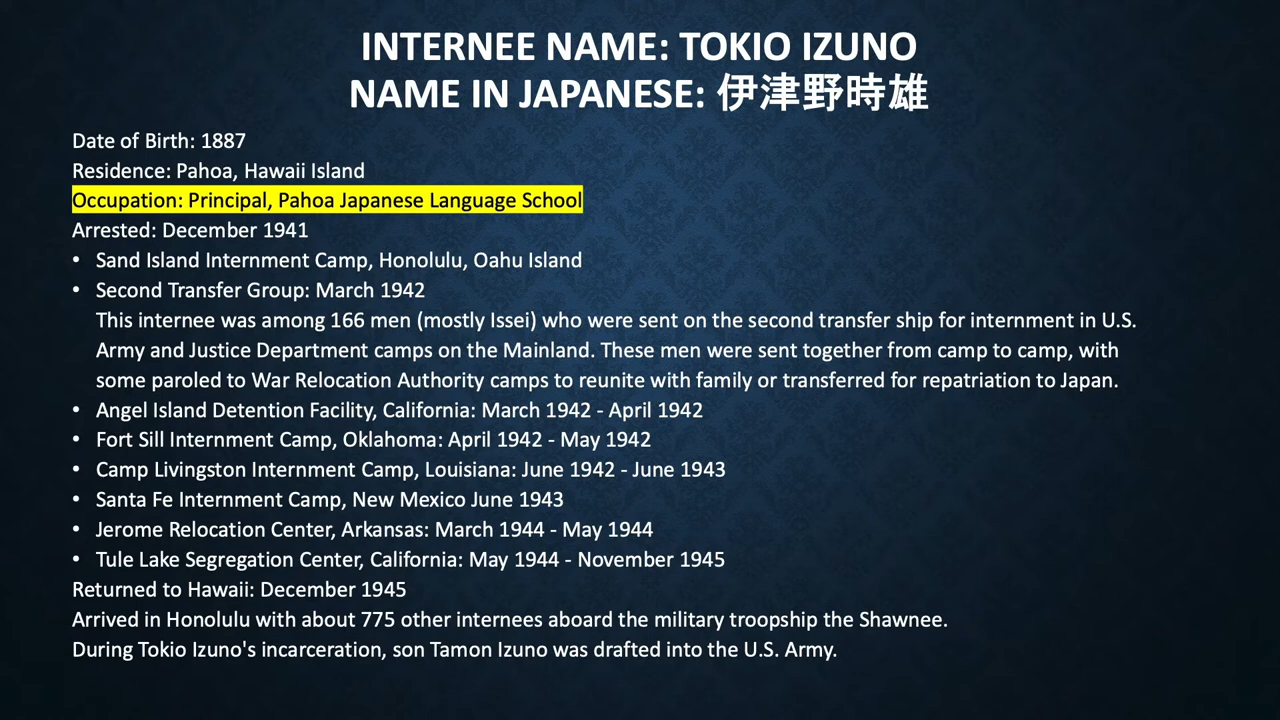 INTERNEE NAME: TOKIO IZUNO
NAME IN JAPANESE: 伊津野時雄
Date of Birth: 1887
Residence: Pahoa, Hawaii Island
Occupation: Principal, Pahoa Japanese Language School
Arrested: December 1941
• Sand Island Internment Camp, Honolulu, Oahu Island
• Second Transfer Group: March 1942
This internee was among 166 men (mostly Issei) who were sent on the second transfer ship for internment in U.S.
Army and Justice Department camps on the Mainland. These men were sent together from camp to camp, with
some paroled to War Relocation Authority camps to reunite with family or transferred for repatriation to Japan.
• Angel Island Detention Facility, California: March 1942 - April 1942
• Fort Sill Internment Camp, Oklahoma: April 1942 - May 1942
• Camp Livingston Internment Camp, Louisiana: June 1942 - June 1943
• Santa Fe Internment Camp, New Mexico June 1943
• Jerome Relocation Center, Arkansas: March 1944 - May 1944
• Tule Lake Segregation Center, California: May 1944 - November 1945
Returned to Hawaii: December 1945
Arrived in Honolulu with about 775 other internees aboard the military troopship the Shawnee.
During Tokio Izuno's incarceration, son Tamon Izuno was drafted into the U.S. Army.